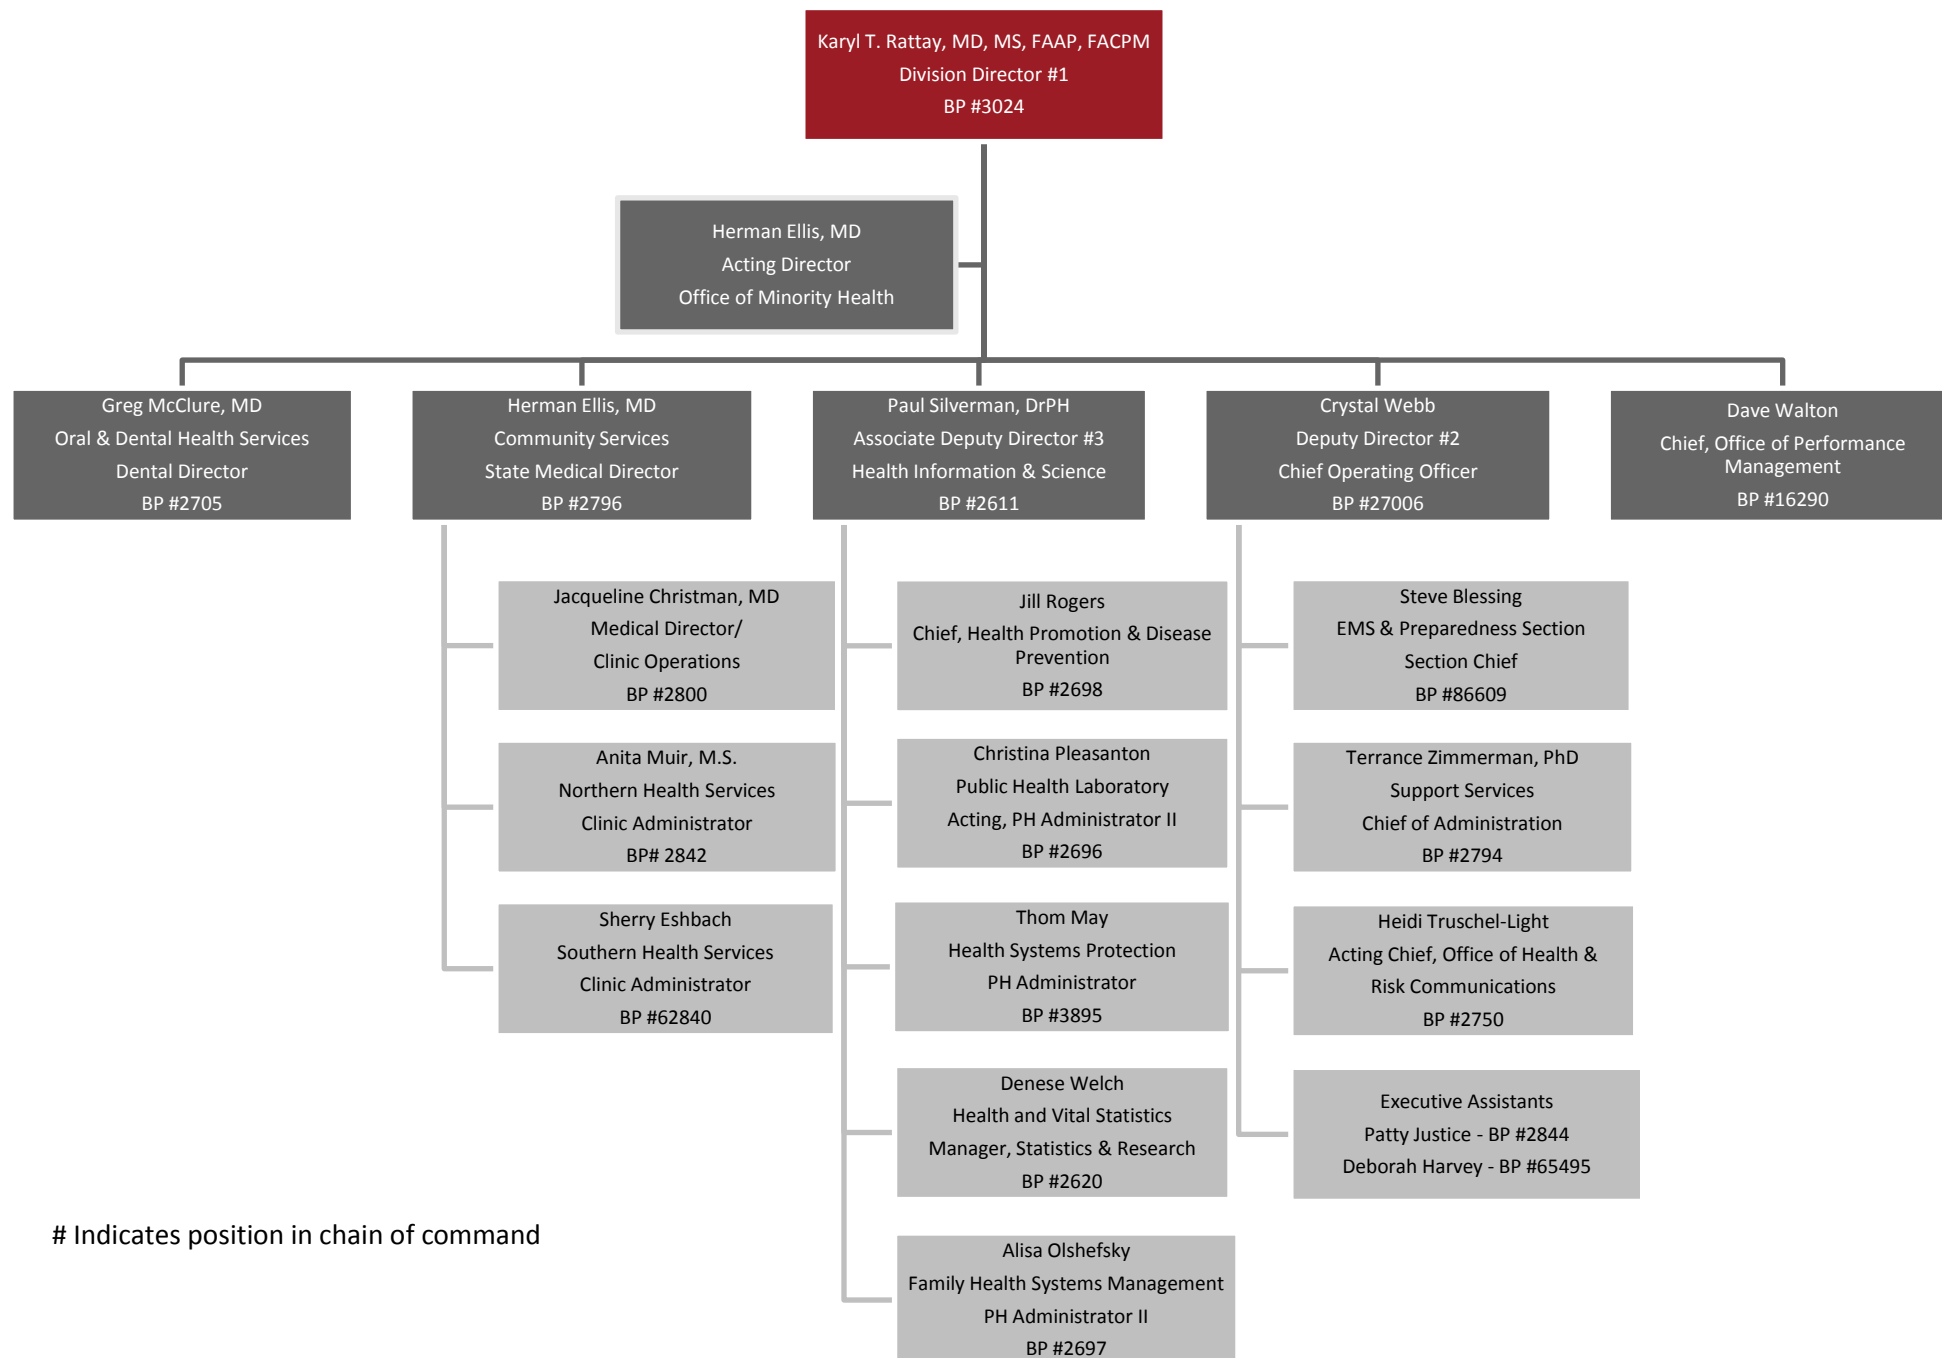 Karyl T. Rattay, MD, MS, FAAP, FACPM
Division Director #1
BP #3024
Herman Ellis, MD
Acting Director
Office of Minority Health
Greg McClure, MD
Oral & Dental Health Services
Dental Director
BP #2705
Herman Ellis, MD
Community Services
State Medical Director
BP #2796
Paul Silverman, DrPH
Associate Deputy Director #3
Health Information & Science
BP #2611
Crystal Webb
Deputy Director #2
Chief Operating Officer
BP #27006
Dave Walton
Chief, Office of Performance
Management
BP #16290
Jacqueline Christman, MD
Medical Director/
Clinic Operations
BP #2800
Anita Muir, M.S.
Northern Health Services
Clinic Administrator
BP# 2842
Sherry Eshbach
Southern Health Services
Clinic Administrator
BP #62840
Jill Rogers
Chief, Health Promotion & Disease
Prevention
BP #2698
Christina Pleasanton
Public Health Laboratory
Acting, PH Administrator II
BP #2696
Thom May
Health Systems Protection
PH Administrator
BP #3895
Denese Welch
Health and Vital Statistics
Manager, Statistics & Research
BP #2620
Alisa Olshefsky
Family Health Systems Management
PH Administrator II
BP #2697
Steve Blessing
EMS & Preparedness Section
Section Chief
BP #86609
Terrance Zimmerman, PhD
Support Services
Chief of Administration
BP #2794
Heidi Truschel-Light
Acting Chief, Office of Health &
Risk Communications
BP #2750
Executive Assistants
Patty Justice - BP #2844
Deborah Harvey - BP #65495
# Indicates position in chain of command